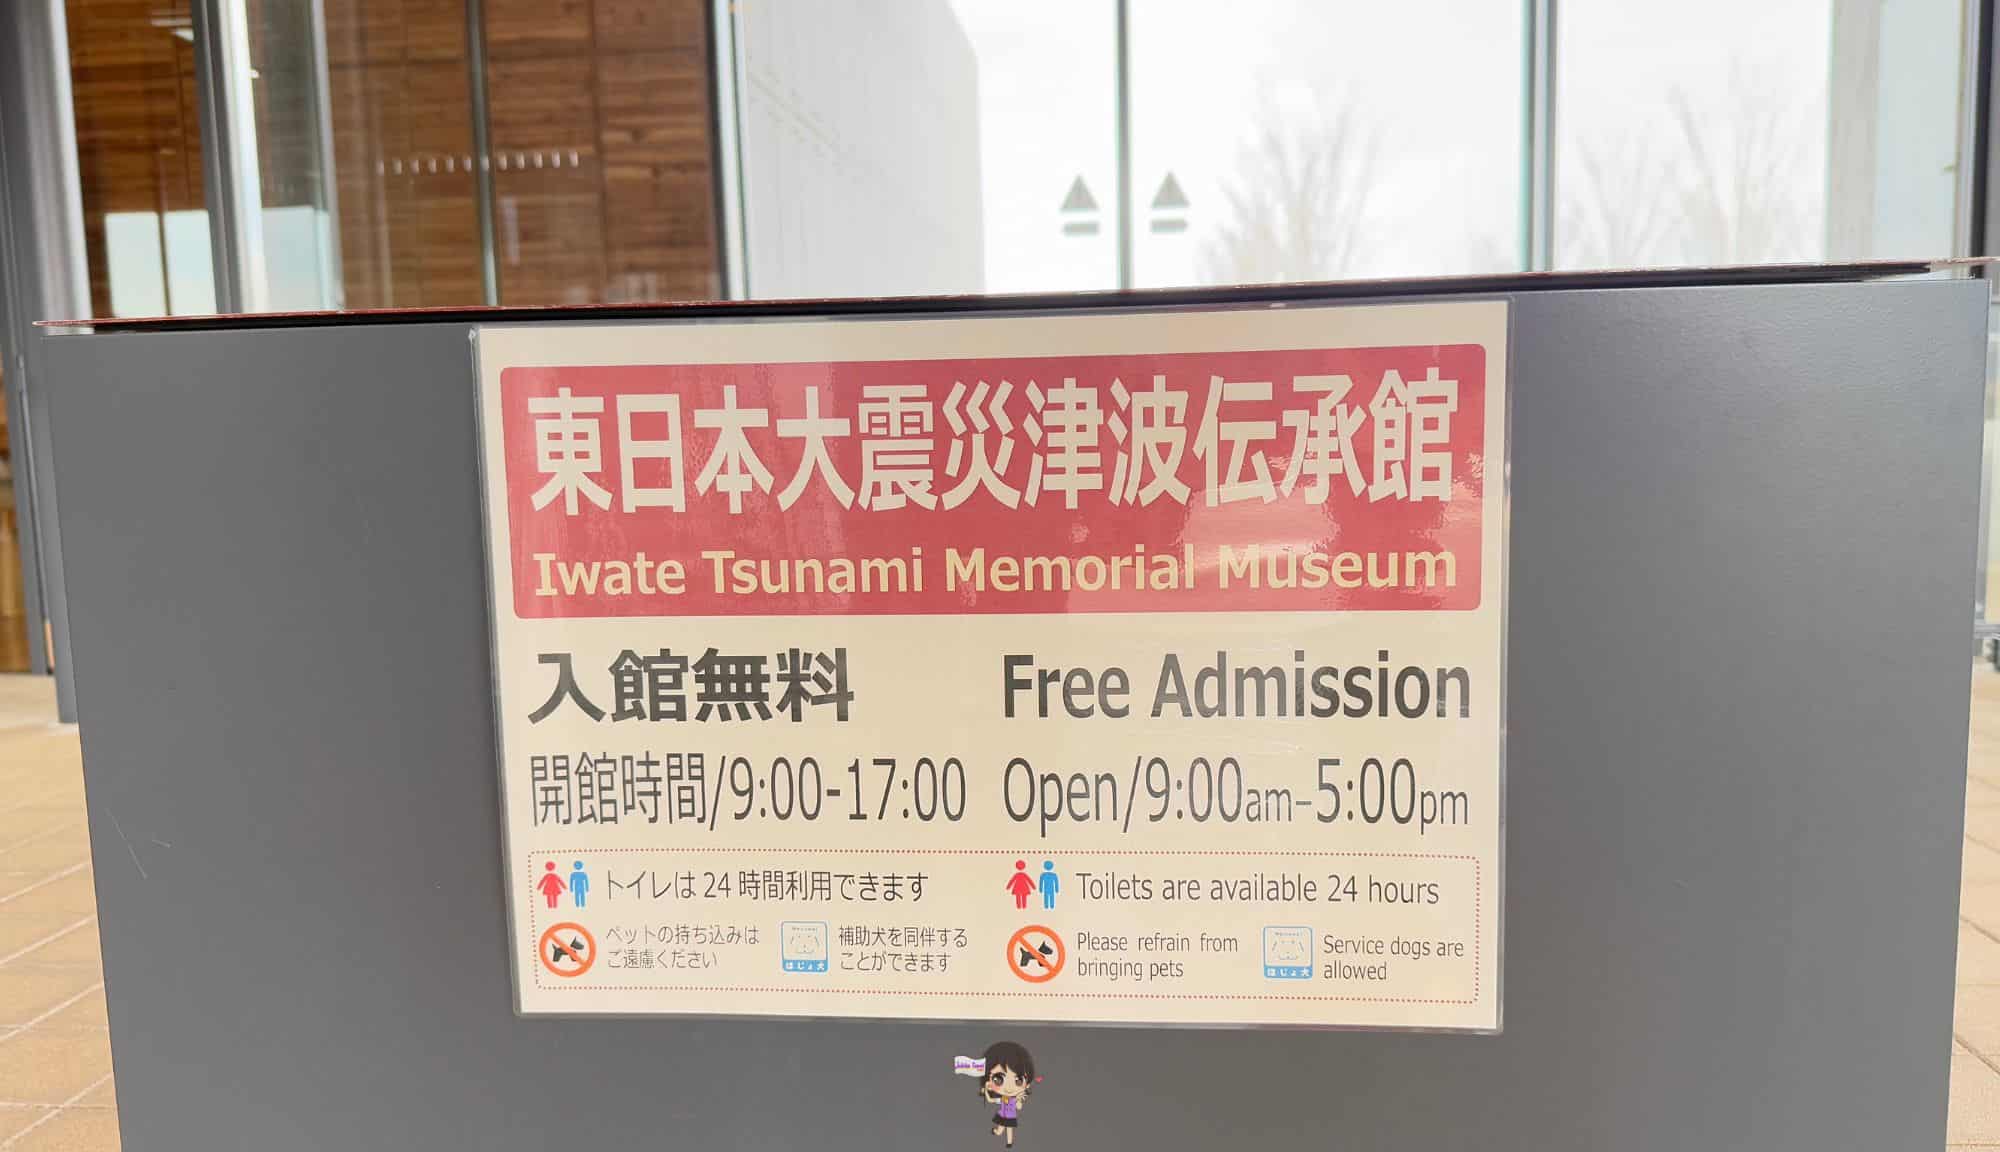 東日本大震災津波伝承館
Iwate Tsunami Memorial Museum
入館無料
Free Admission
開館時間/9:00-17:00
Open/9:00am–5:00pm
トイレは24時間利用できます
ペットの持ち込みは
ご遠慮ください
はじょ犬
補助犬を同伴する
ことができます
Toilets are available 24 hours
Please refrain from
bringing pets
はじょ犬
Service dogs are
allowed